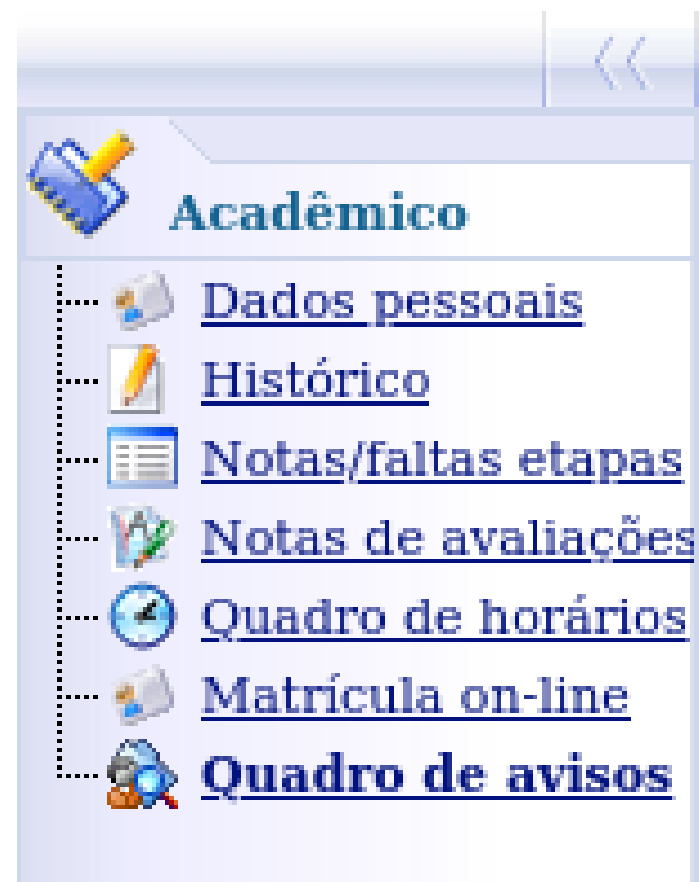 Acadêmico
Dados pessoais
Histórico
Notas/faltas etapas
Notas de avaliações
Quadro de horários
Matrícula on-line
Quadro de avisos